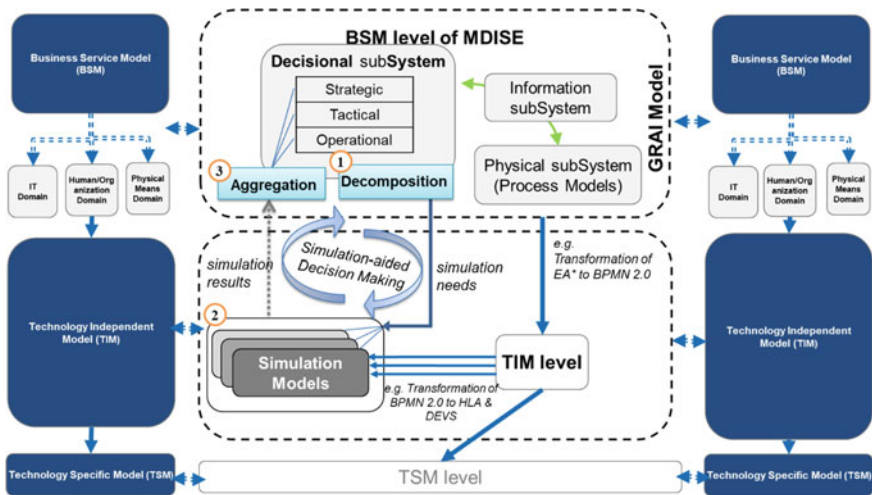 Business Service Model
(BSM)
IT
Domain
Human/Org
anization
Domain
Physical
Means
Domain
Technology Independent
Model (TIM)
Technology Specific Model (TSM)
BSM level of MDISE
Decisional subSystem
Strategic
Tactical
Operational
Information
subSystem
Physical subSystem
(Process Models)
GRAI Model
3
Aggregation
1
Decomposition
simulation
results
Simulation-aided
Decision Making
simulation
needs
e.g.
Transformation of
EA* to BPMN 2.0
2
Simulation
Models
TIM level
e.g. Transformation of
BPMN 2.0 to HLA &
DEVS
TSM level
Business Service Model
(BSM)
IT
Domain
Human/Org
anization
Domain
Physical
Means
Domain
Technology Independent
Model (TIM)
Technology Specific Model (TSM)